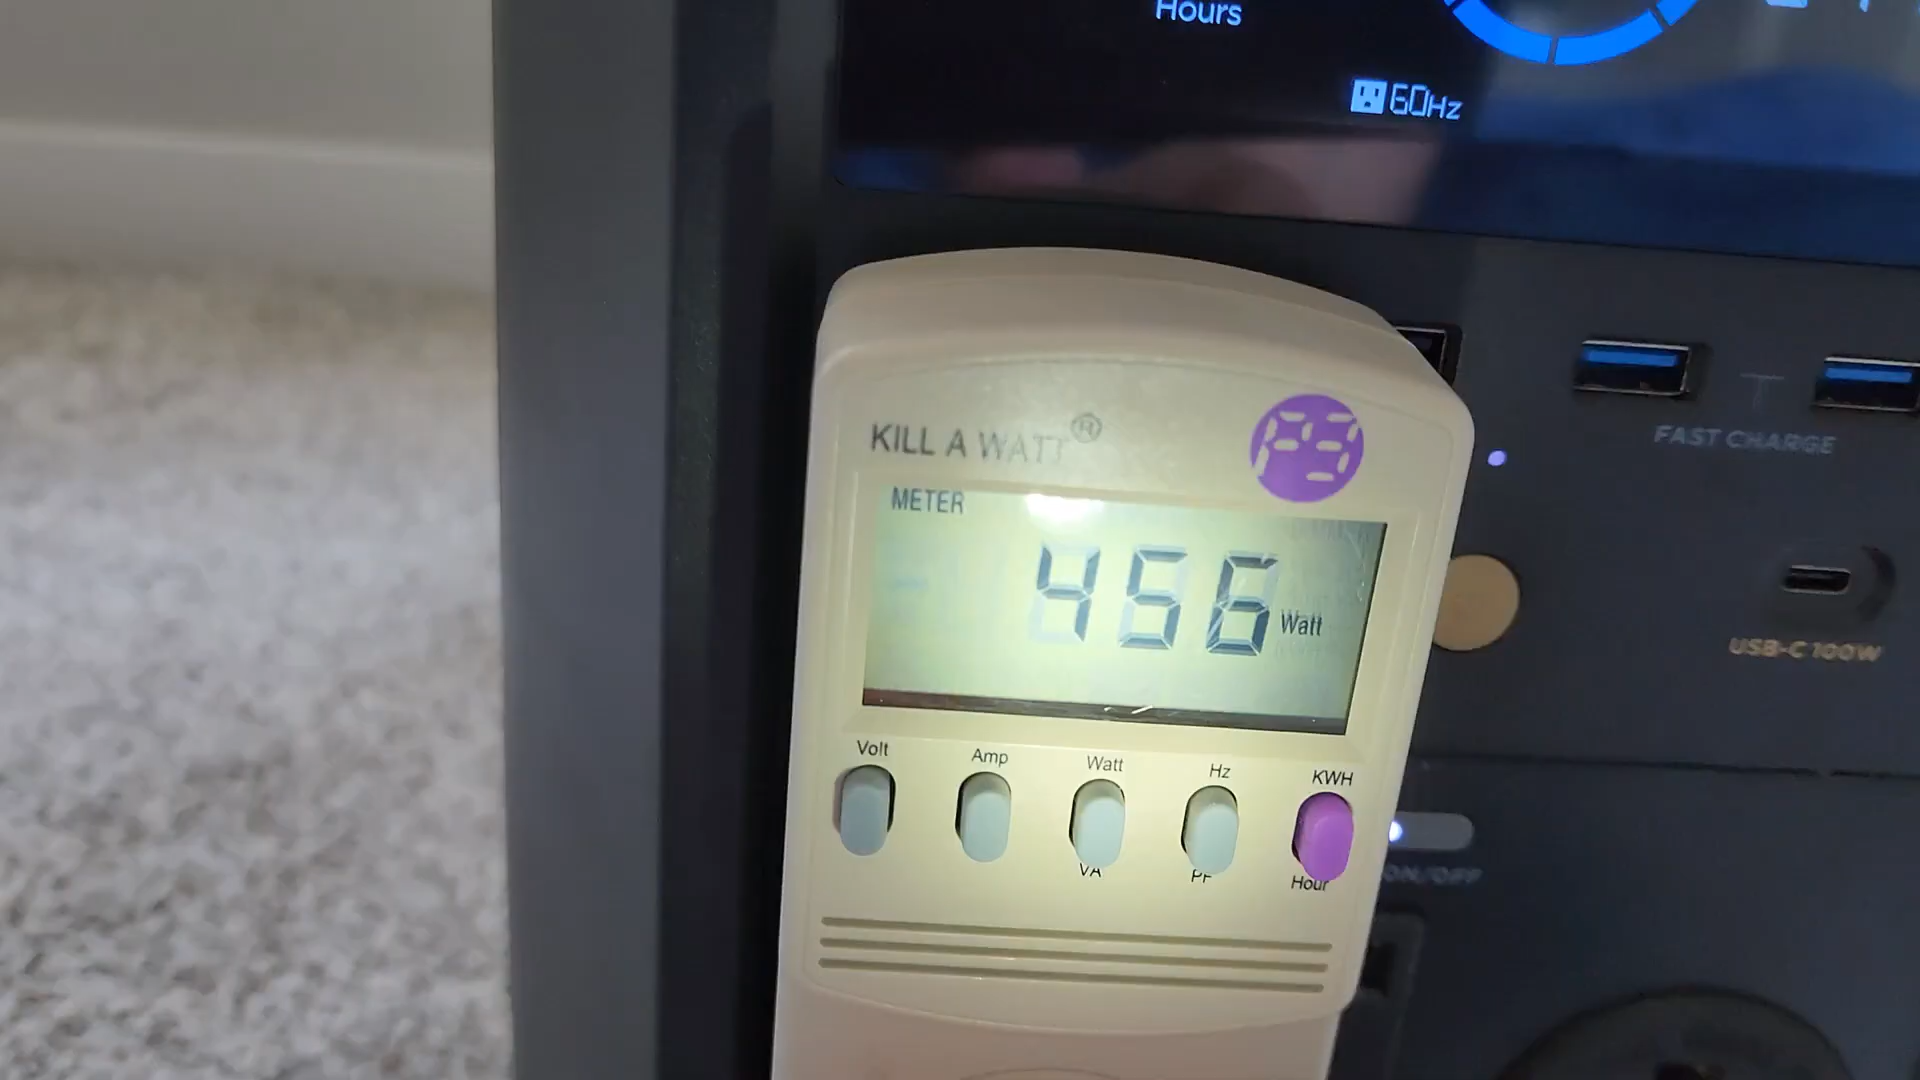 Hours
60Hz
KILL A WATT®
P3
FAST CHARGE
METER
456 Watt
USB-C 100W
Volt Amp Watt Hz KWH
VA PF Hour
ON/OFF